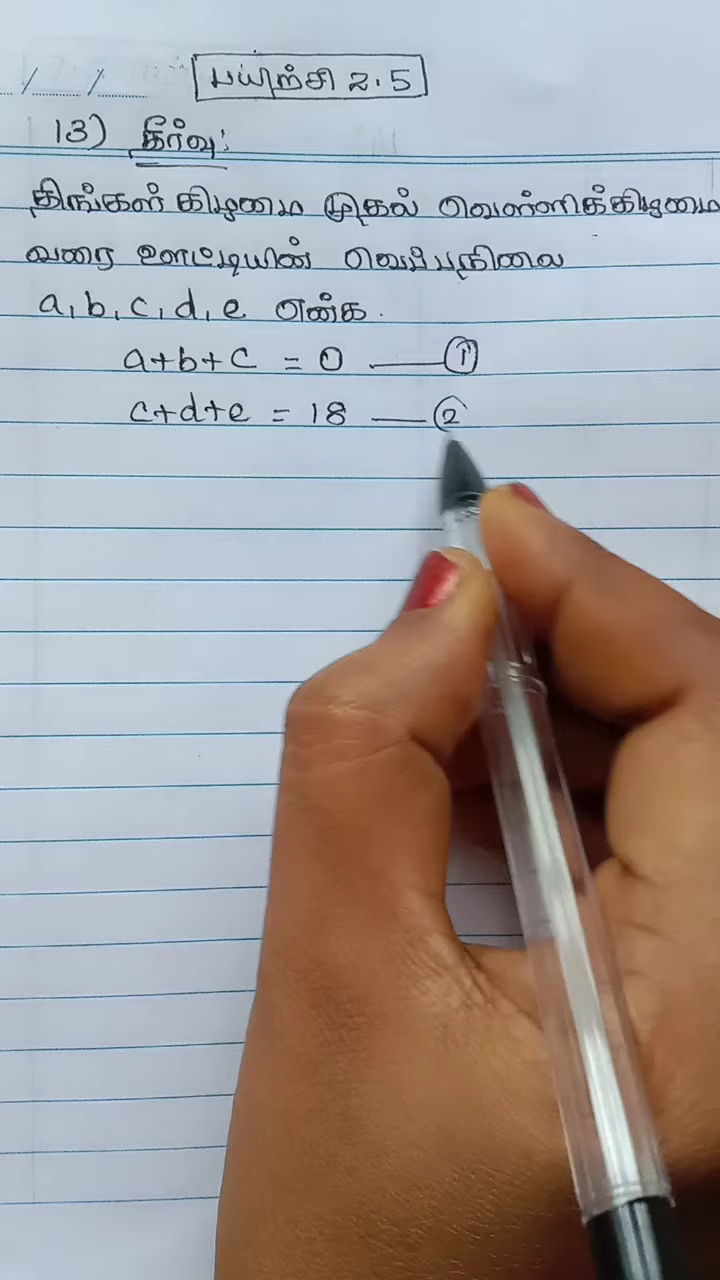 பயிற்சி 2.5
13) தீர்வு:
திங்கள் கிழமை முதல் வெள்ளிக்கிழமை
வரை ஊட்டியின் வெப்பநிலை
a, b, c, d, e என்க.
a+b+c = 0 —— ①
c+d+e = 18 —— ②